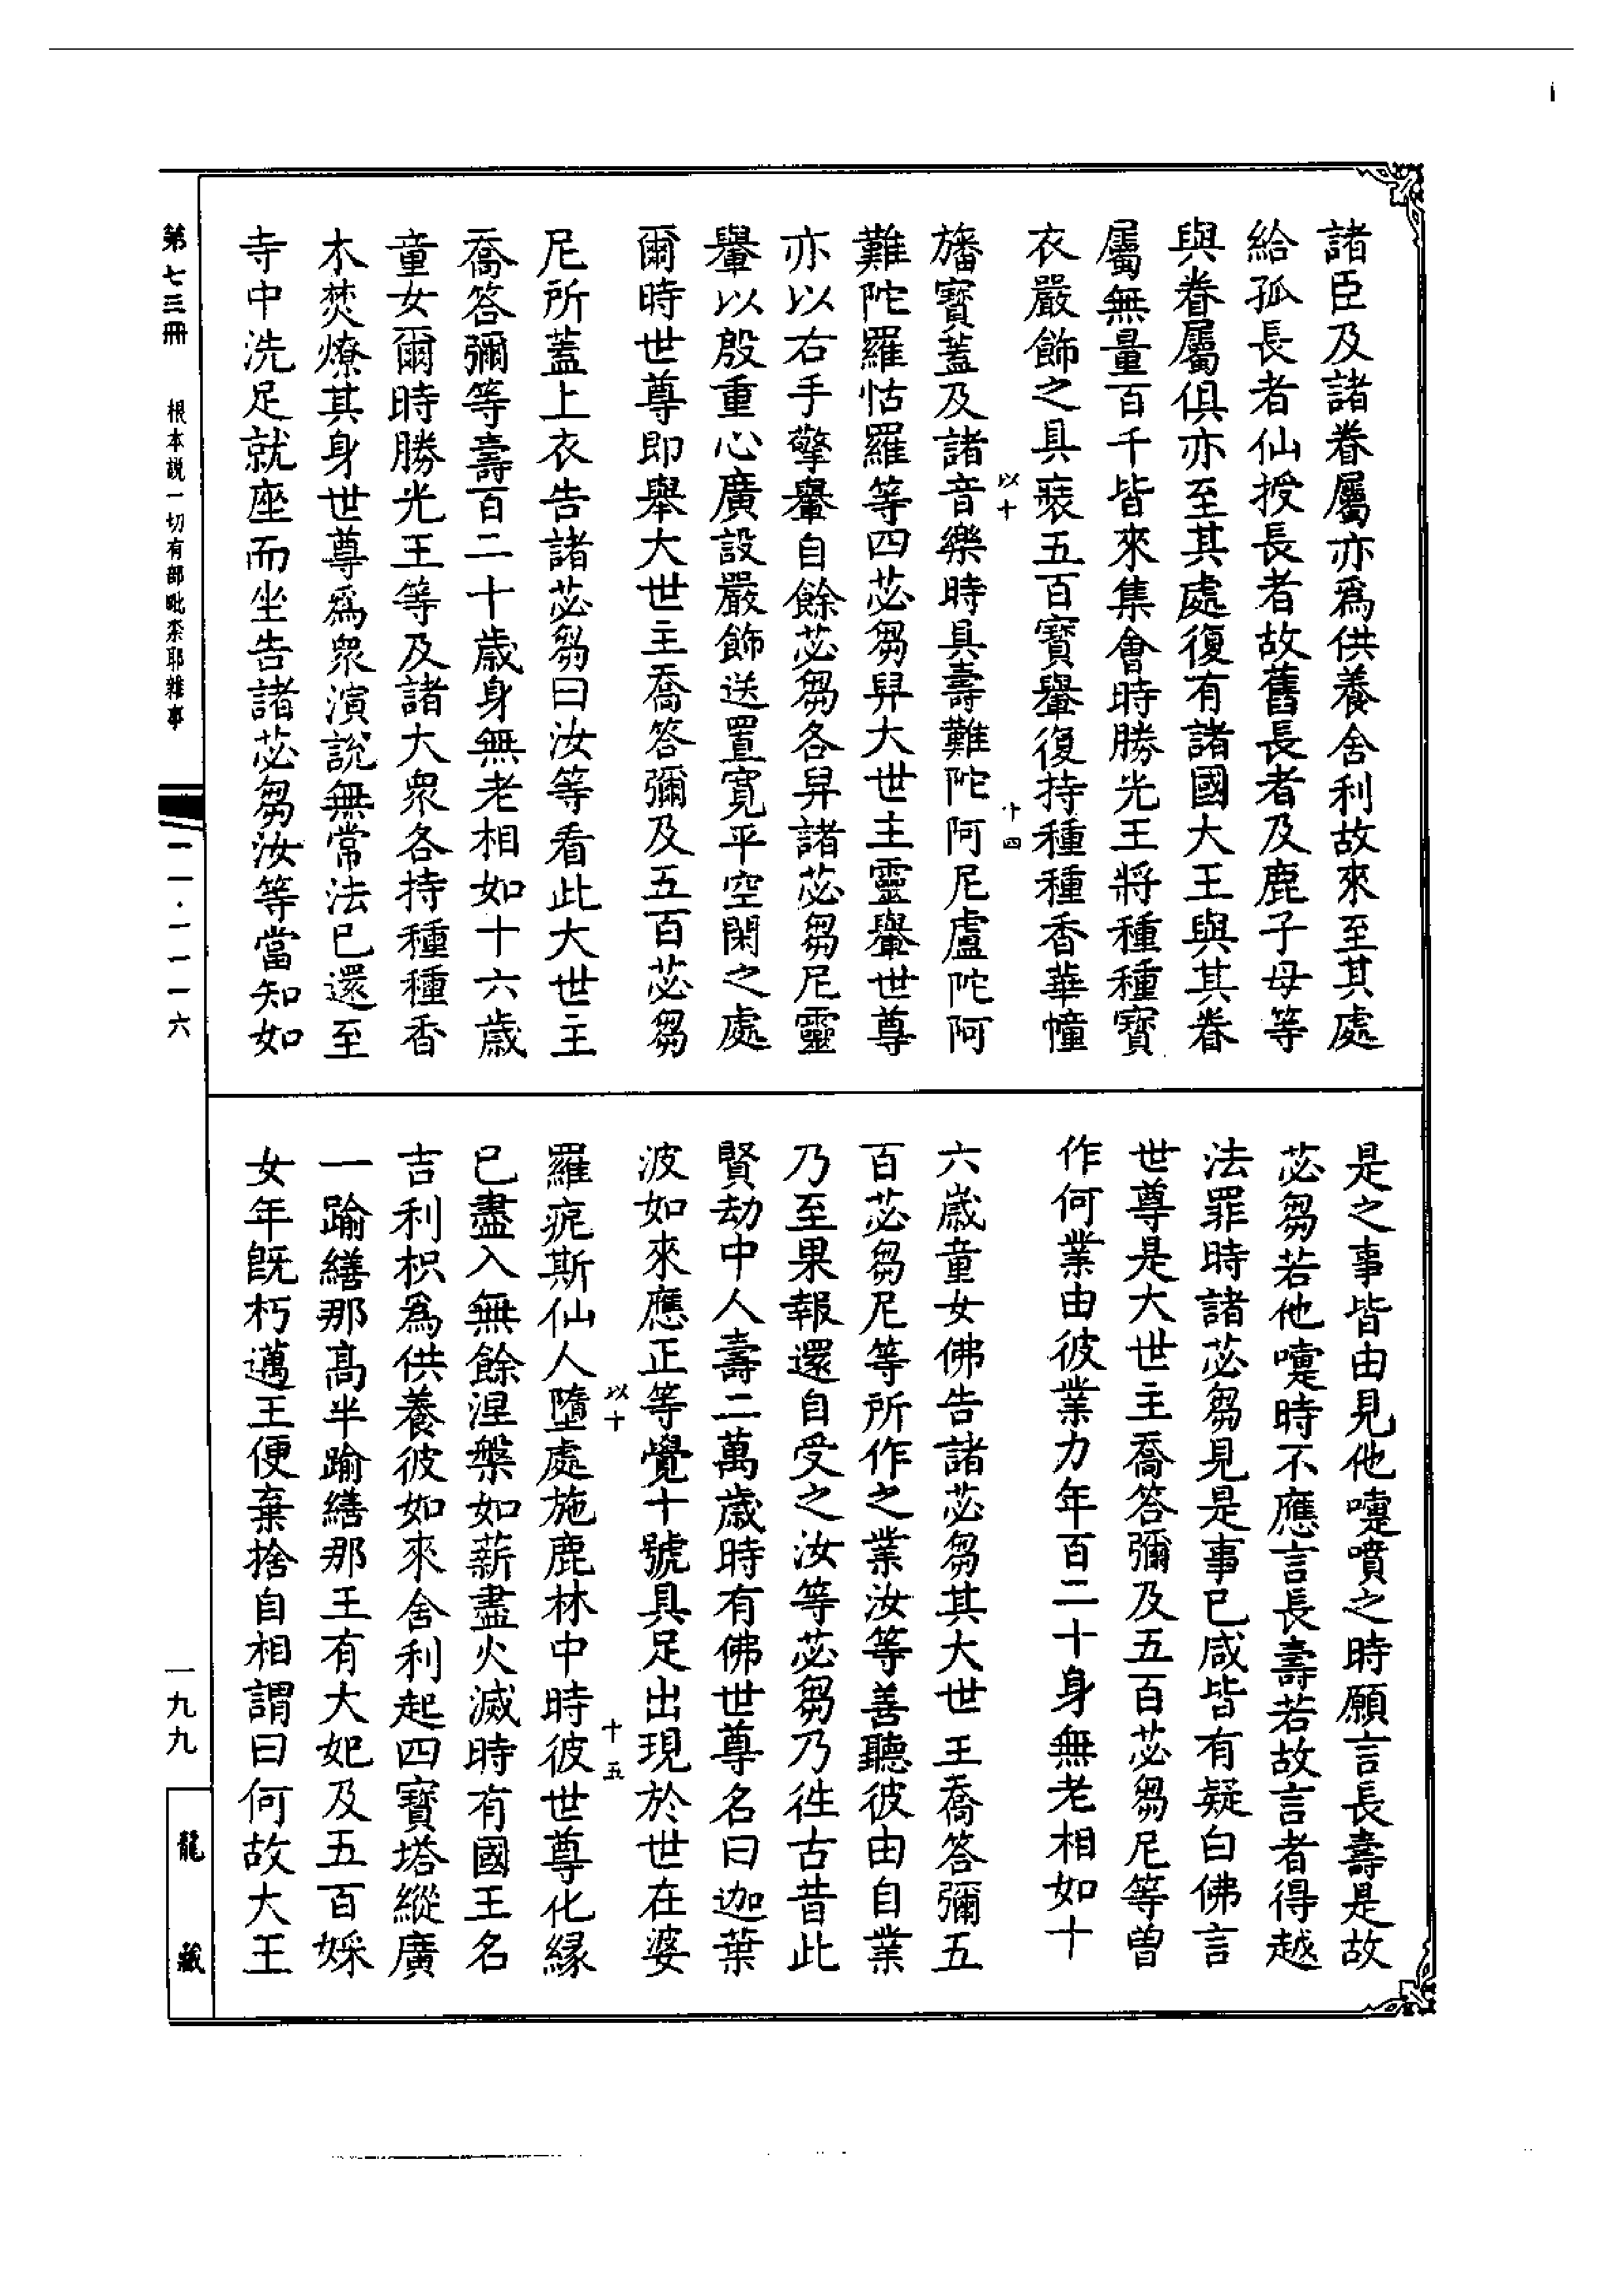 諸臣及諸眷屬亦爲供養舍利故來至其處
給孤長者仙授長者故舊長者及鹿子母等
與眷屬俱亦至其處復有諸國大王與其眷
屬無量百千皆來集會時勝光王將種種寶
衣嚴飾之具裝五百寶轝復持種種香華幢
以十
十四
旛寶蓋及諸音樂時具壽難陀阿尼盧陀阿
難陀羅怙羅等四苾芻舁大世主靈轝世尊
亦以右手擎轝自餘苾芻各舁諸苾芻尼靈
轝以殷重心廣設嚴飾送置寬平空閑之處
爾時世尊即舉大世主喬答彌及五百苾芻
尼所蓋上衣告諸苾芻曰汝等看此大世主
喬答彌等壽百二十歲身無老相如十六歲
童女爾時勝光王等及諸大衆各持種種香
木焚燎其身世尊爲衆演說無常法已還至
寺中洗足就座而坐告諸苾芻汝等當知如
是之事皆由見他嚏噴之時願言長壽是故
苾芻若他嚏時不應言長壽若故言者得越
法罪時諸苾芻見是事已咸皆有疑白佛言
世尊是大世主喬答彌及五百苾芻尼等曾
作何業由彼業力年百二十身無老相如十
六歲童女佛告諸苾芻其大世王喬答彌五
百苾芻尼等所作之業汝等善聽彼由自業
乃至果報還自受之汝等苾芻乃徃古昔此
賢劫中人壽二萬歲時有佛世尊名曰迦葉
波如來應正等覺十號具足出現於世在婆
以十
十五
羅痆斯仙人墮處施鹿林中時彼世尊化緣
已盡入無餘涅槃如薪盡火滅時有國王名
吉利枳爲供養彼如來舍利起四寶塔縱廣
一踰繕那高半踰繕那王有大妃及五百婇
女年旣朽邁王便棄捨自相謂曰何故大王
第七三冊
根本説一切有部毗奈耶雜事
一一一·一一一六
一九九
龍藏